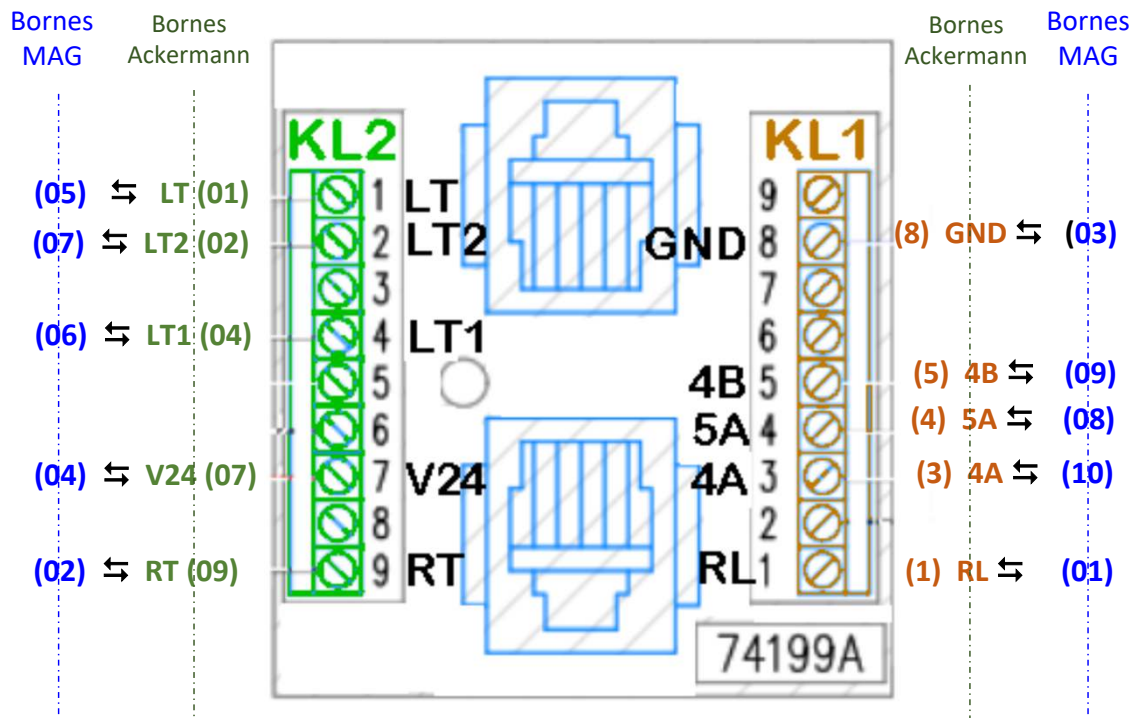 Bornes MAG
Bornes Ackermann
Bornes Ackermann
Bornes MAG
KL2
KL1
(05) ⇆ LT (01)
1 LT
9
(07) ⇆ LT2 (02)
2 LT2
GND 8
(8) GND ⇆ (03)
3
7
(06) ⇆ LT1 (04)
4 LT1
6
5
4B 5
(5) 4B ⇆ (09)
6
5A 4
(4) 5A ⇆ (08)
(04) ⇆ V24 (07)
7 V24
4A 3
(3) 4A ⇆ (10)
8
2
(02) ⇆ RT (09)
9 RT
RL 1
(1) RL ⇆ (01)
74199A